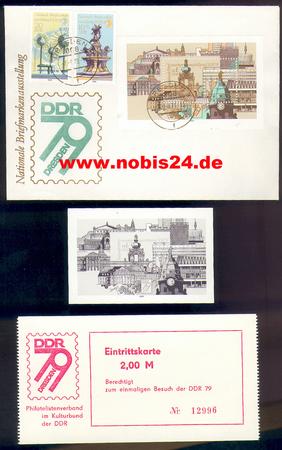 Nationale Briefmarkenausstellung
DDR
79
DRESDEN
www.nobis24.de
DDR
79
DRESDEN
Philatelistenverband
im Kulturbund
der DDR
Eintrittskarte
2,00 M
Berechtigt
zum einmaligen Besuch der DDR 79
Nr. 12996